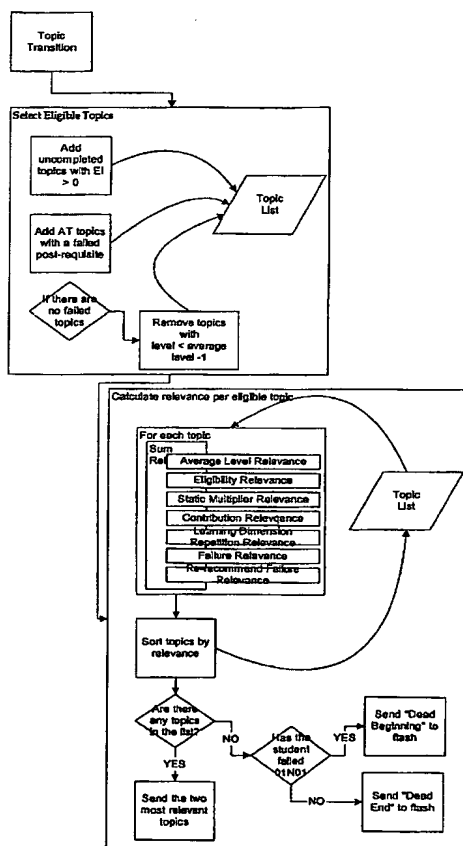 Topic
Transition
Select Eligible Topics
Add
uncompleted
topics with EI
> 0
Topic
List
Add AT topics
with a failed
post-requisite
If there are
no failed
topics
Remove topics
with
level < average
level -1
Calculate relevance per eligible topic
For each topic
Sum
Rel
Average Level Relevance
Eligibility Relevance
Static Multiplier Relevance
Contribution Relevance
Learning Dimension
Repetition Relevance
Failure Relevance
Re-recommend Failure
Relevance
Topic
List
Sort topics by
relevance
Are there
any topics
in the list?
NO
Has the
student failed
01N01
YES
Send "Dead
Beginning" to
flash
YES
NO
Send "Dead
End" to flash
Send the two
most relevant
topics